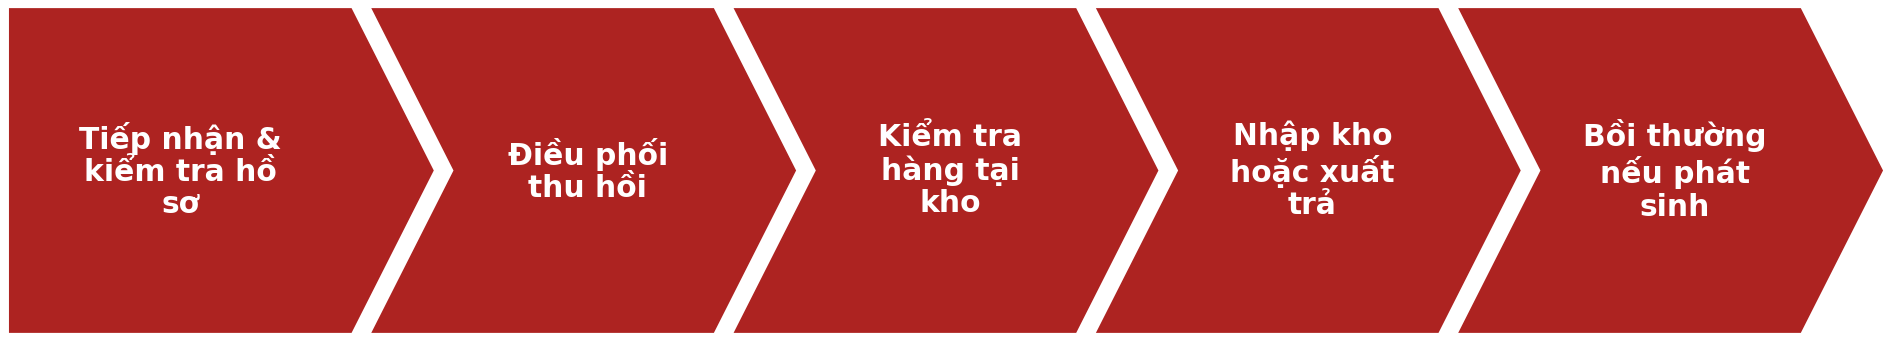 Tiếp nhận &
kiểm tra hồ
sơ
Điều phối
thu hồi
Kiểm tra
hàng tại
kho
Nhập kho
hoặc xuất
trả
Bồi thường
nếu phát
sinh